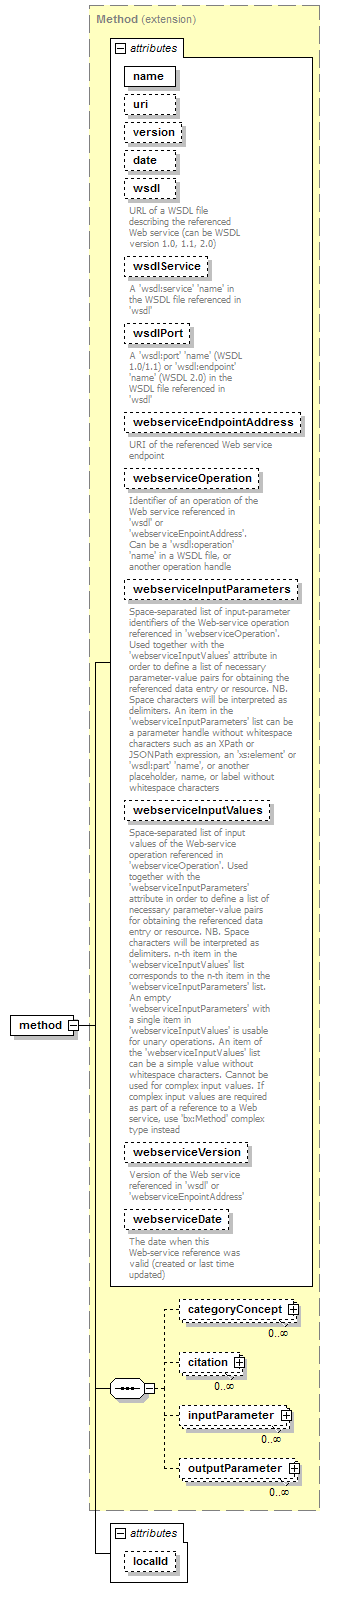 Method (extension)
attributes
name
uri
version
date
wsdl
URL of a WSDL file
describing the referenced
Web service (can be WSDL
version 1.0, 1.1, 2.0)
wsdlService
A 'wsdl:service' 'name' in
the WSDL file referenced in
'wsdl'
wsdlPort
A 'wsdl:port' 'name' (WSDL
1.0/1.1) or 'wsdl:endpoint'
'name' (WSDL 2.0) in the
WSDL file referenced in
'wsdl'
webserviceEndpointAddress
URI of the referenced Web service
endpoint
webserviceOperation
Identifier of an operation of the
Web service referenced in
'wsdl' or
'webserviceEnpointAddress'.
Can be a 'wsdl:operation'
'name' in a WSDL file, or
another operation handle
webserviceInputParameters
Space-separated list of input-parameter
identifiers of the Web-service operation
referenced in 'webserviceOperation'.
Used together with the
'webserviceInputValues' attribute in
order to define a list of necessary
parameter-value pairs for obtaining the
referenced data entry or resource. NB.
Space characters will be interpreted as
delimiters. An item in the
'webserviceInputParameters' list can be
a parameter handle without whitespace
characters such as an XPath or
JSONPath expression, an 'xs:element' or
'wsdl:part' 'name', or another
placeholder, name, or label without
whitespace characters
webserviceInputValues
Space-separated list of input
values of the Web-service
operation referenced in
'webserviceOperation'. Used
together with the
'webserviceInputParameters'
attribute in order to define a list of
necessary parameter-value pairs
for obtaining the referenced data
entry or resource. NB. Space
characters will be interpreted as
delimiters. n-th item in the
'webserviceInputValues' list
corresponds to the n-th item in the
'webserviceInputParameters' list.
An empty
'webserviceInputParameters' with
a single item in
'webserviceInputValues' is usable
for unary operations. An item of
the 'webserviceInputValues' list
can be a simple value without
whitespace characters. Cannot be
used for complex input values. If
complex input values are required
as part of a reference to a Web
service, use 'bx:Method' complex
type instead
method
webserviceVersion
Version of the Web service
referenced in 'wsdl' or
'webserviceEnpointAddress'
webserviceDate
The date when this
Web-service reference was
valid (created or last time
updated)
categoryConcept
0..∞
citation
0..∞
inputParameter
0..∞
outputParameter
0..∞
attributes
localId